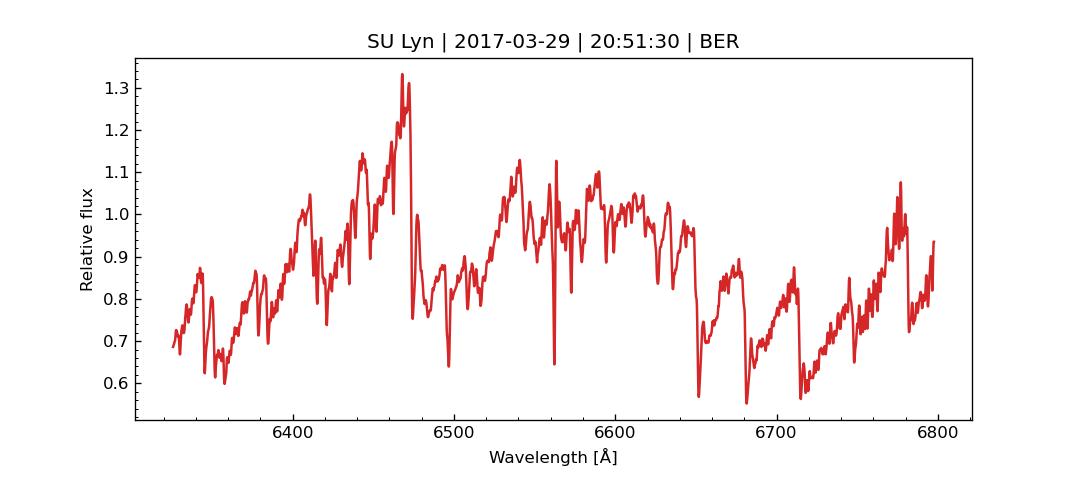 SU Lyn | 2017-03-29 | 20:51:30 | BER
Relative flux
1.3
1.2
1.1
1.0
0.9
0.8
0.7
0.6
6400 6500 6600 6700 6800
Wavelength [Å]